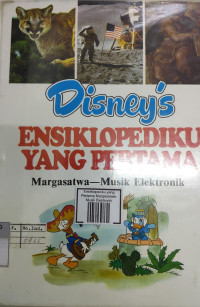 Disney's
ENSIKLOPEDIKU
YANG PERTAMA
Margasatwa—Musik Elektronik